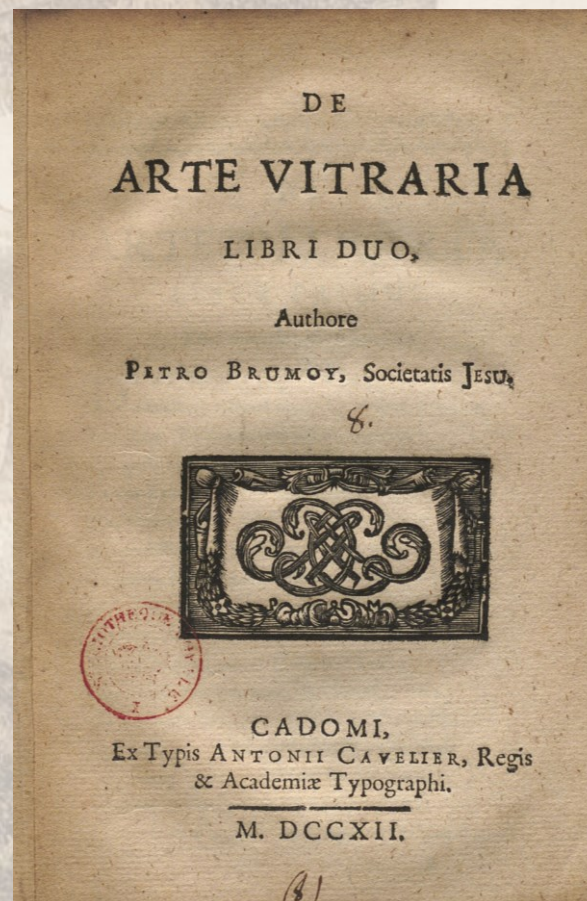 DE
ARTE VITRARIA
LIBRI DUO,
Authore
PETRO BRUMOY, Societatis JESU,
8.
CADOMI,
Ex Typis ANTONII CAVELIER, Regis
& Academiæ Typographi.
M. DCCXII.
(8)